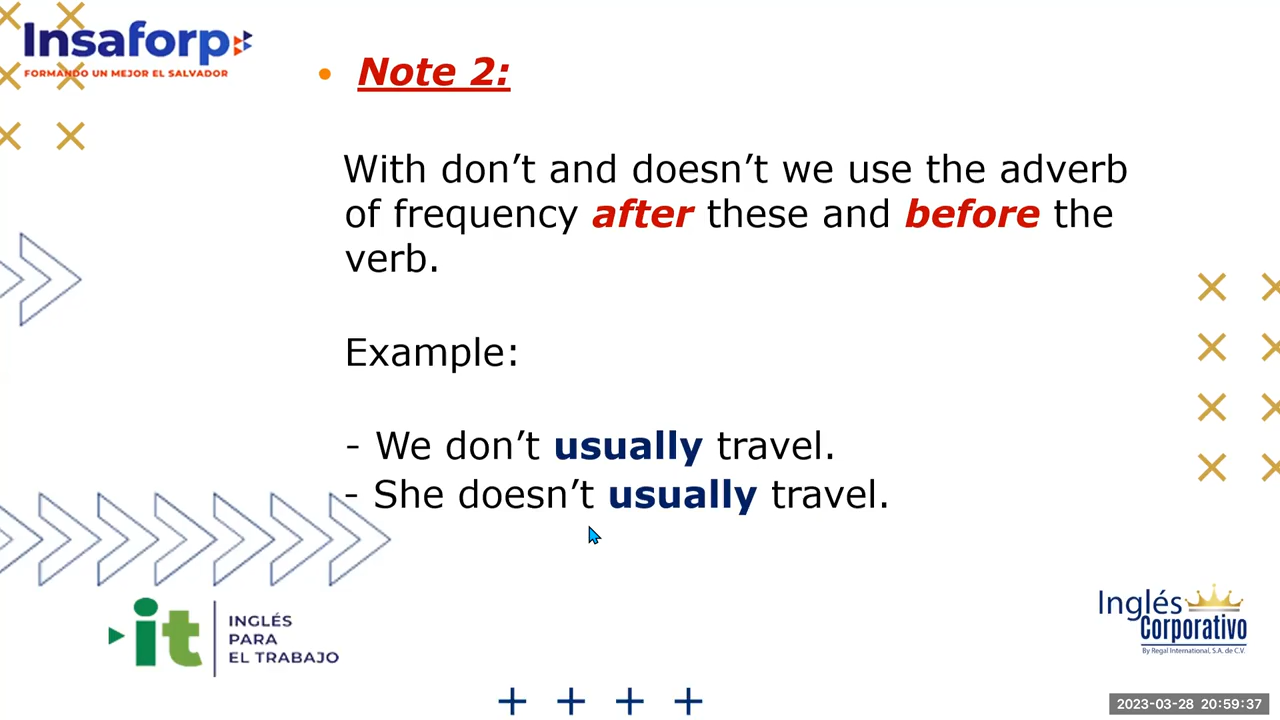 Insaforp
FORMANDO UN MEJOR EL SALVADOR
• Note 2:
With don’t and doesn’t we use the adverb
of frequency after these and before the
verb.
Example:
- We don’t usually travel.
- She doesn’t usually travel.
it
INGLÉS
PARA
EL TRABAJO
Inglés
Corporativo
By Regal International, S.A. de C.V.
2023-03-28 20:59:37